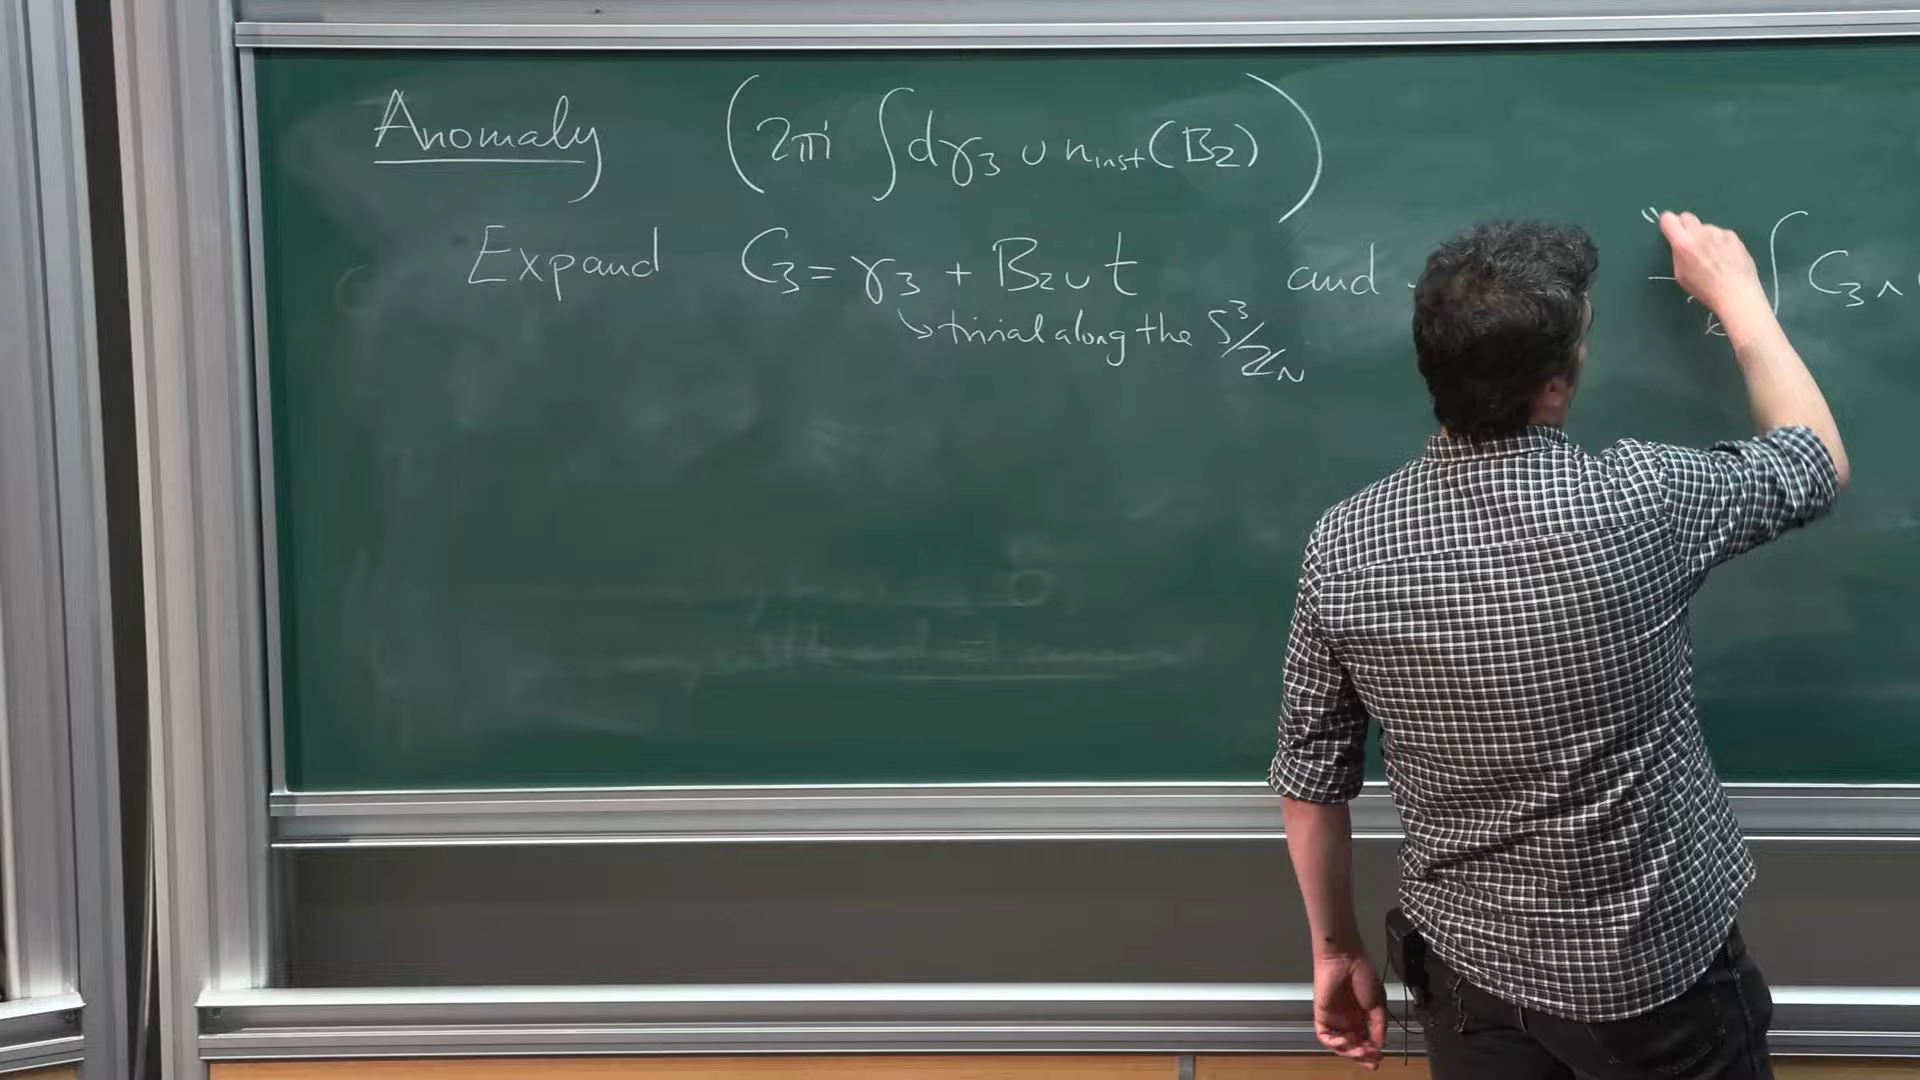 Anomaly (2πi ∫dγ₃ ∪ n_inst(B₂))
Expand C₃ = γ₃ + B₂∪t and " ∫ C₃ ∧
↳ trivial along the S³/ℤ_N